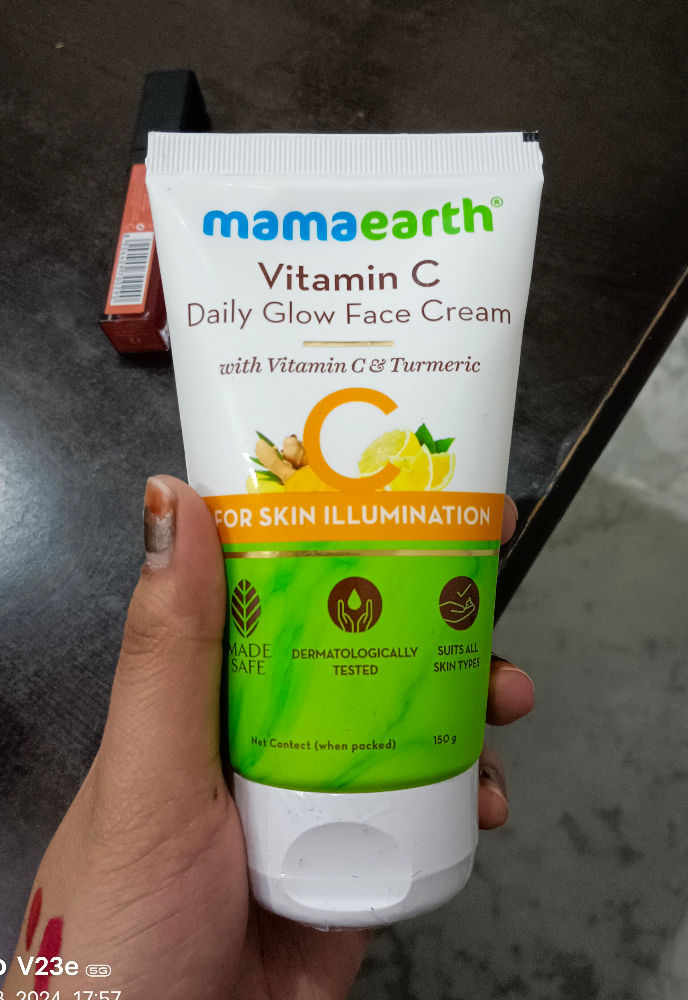 mamaearth®
Vitamin C
Daily Glow Face Cream
with Vitamin C & Turmeric
C
FOR SKIN ILLUMINATION
MADE
SAFE
DERMATOLOGICALLY
TESTED
SUITS ALL
SKIN TYPES
Net Contect (when packed) 150 g
V23e 5G
2024, 17:57